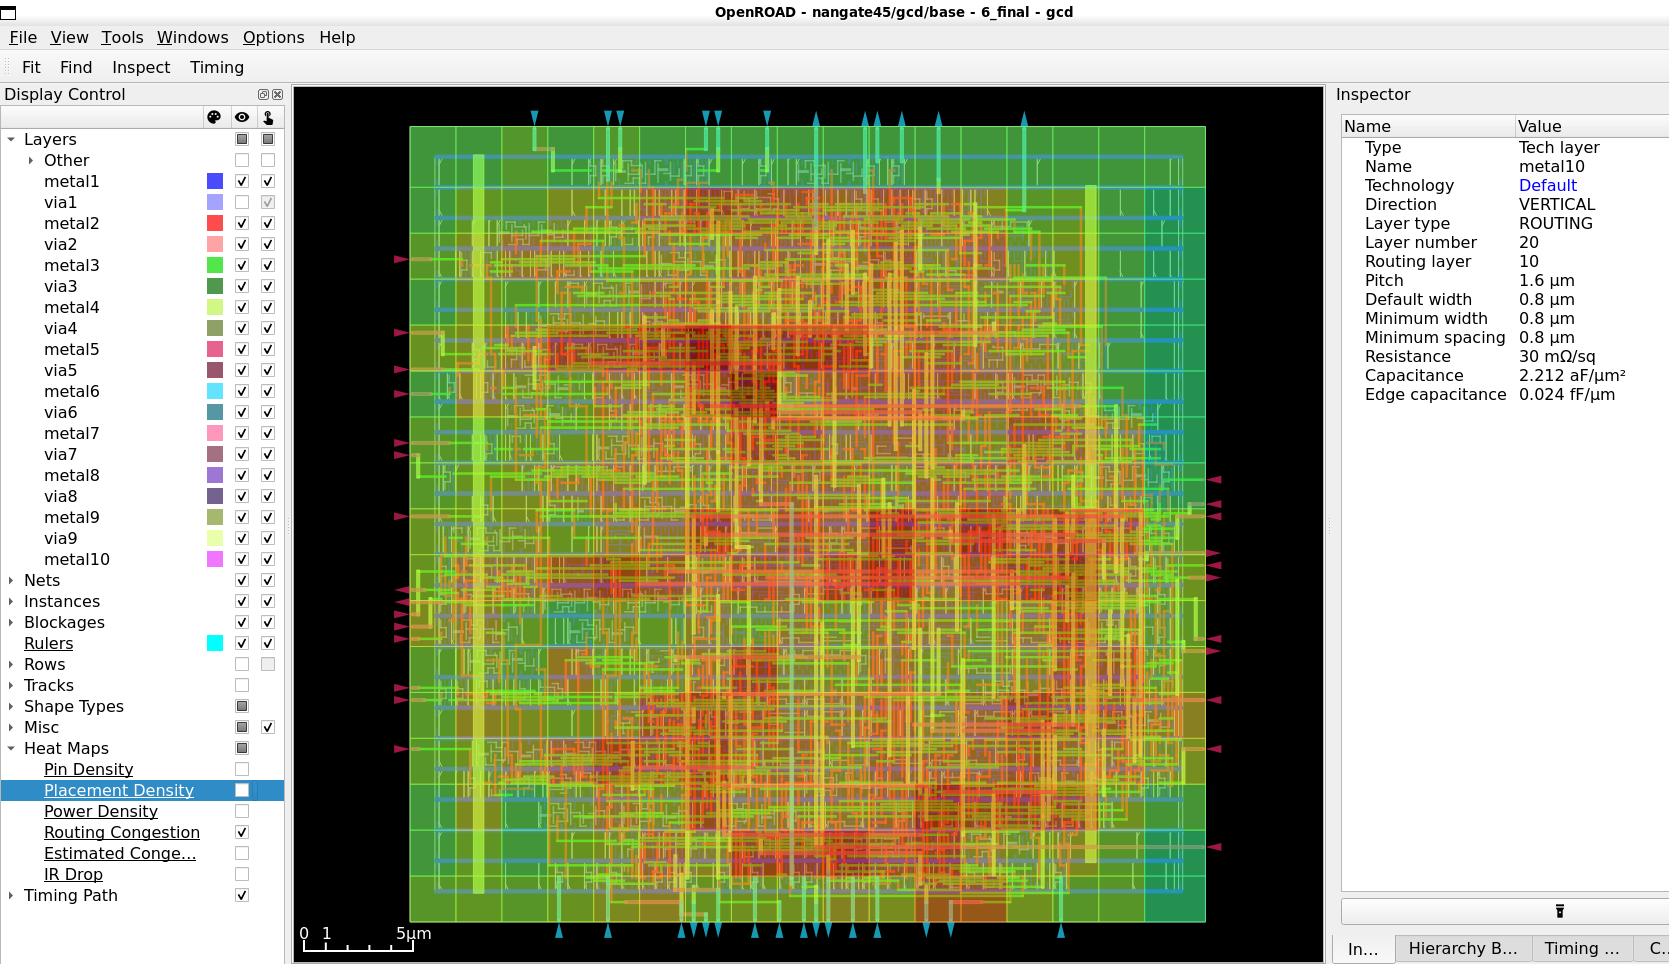 OpenROAD - nangate45/gcd/base - 6_final - gcd
File View Tools Windows Options Help
Fit Find Inspect Timing
Display Control
Layers
Other
metal1
via1
metal2
via2
metal3
via3
metal4
via4
metal5
via5
metal6
via6
metal7
via7
metal8
via8
metal9
via9
metal10
Nets
Instances
Blockages
Rulers
Rows
Tracks
Shape Types
Misc
Heat Maps
Pin Density
Placement Density
Power Density
Routing Congestion
Estimated Conge...
IR Drop
Timing Path
0 1 5μm
Inspector
Name Value
Type Tech layer
Name metal10
Technology Default
Direction VERTICAL
Layer type ROUTING
Layer number 20
Routing layer 10
Pitch 1.6 μm
Default width 0.8 μm
Minimum width 0.8 μm
Minimum spacing 0.8 μm
Resistance 30 mΩ/sq
Capacitance 2.212 aF/μm²
Edge capacitance 0.024 fF/μm
In... Hierarchy B... Timing ... C...